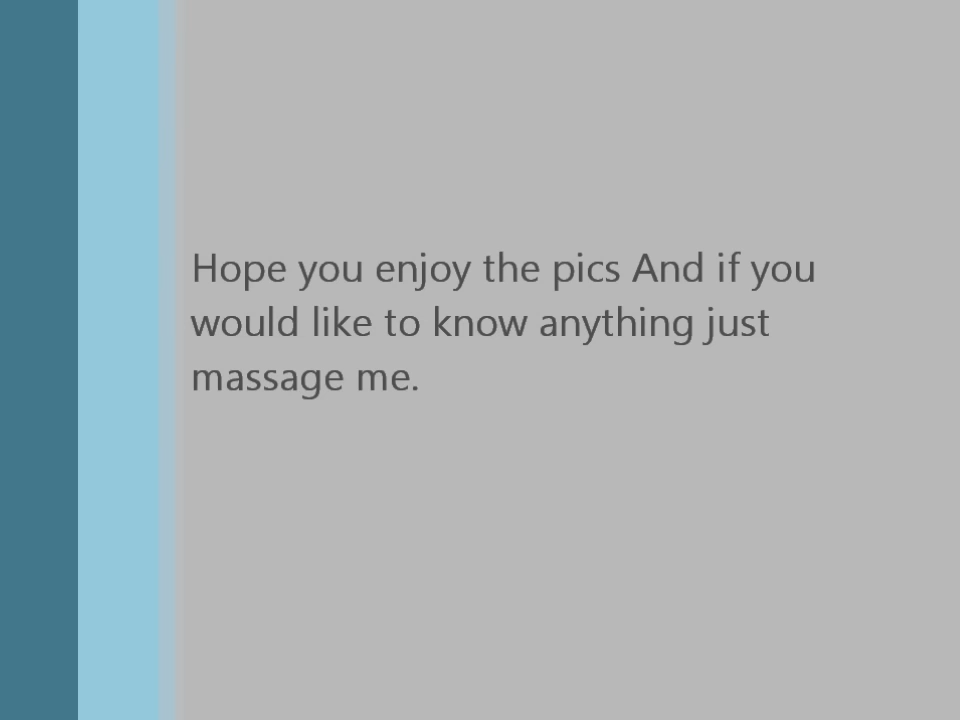 Hope you enjoy the pics And if you
would like to know anything just
massage me.